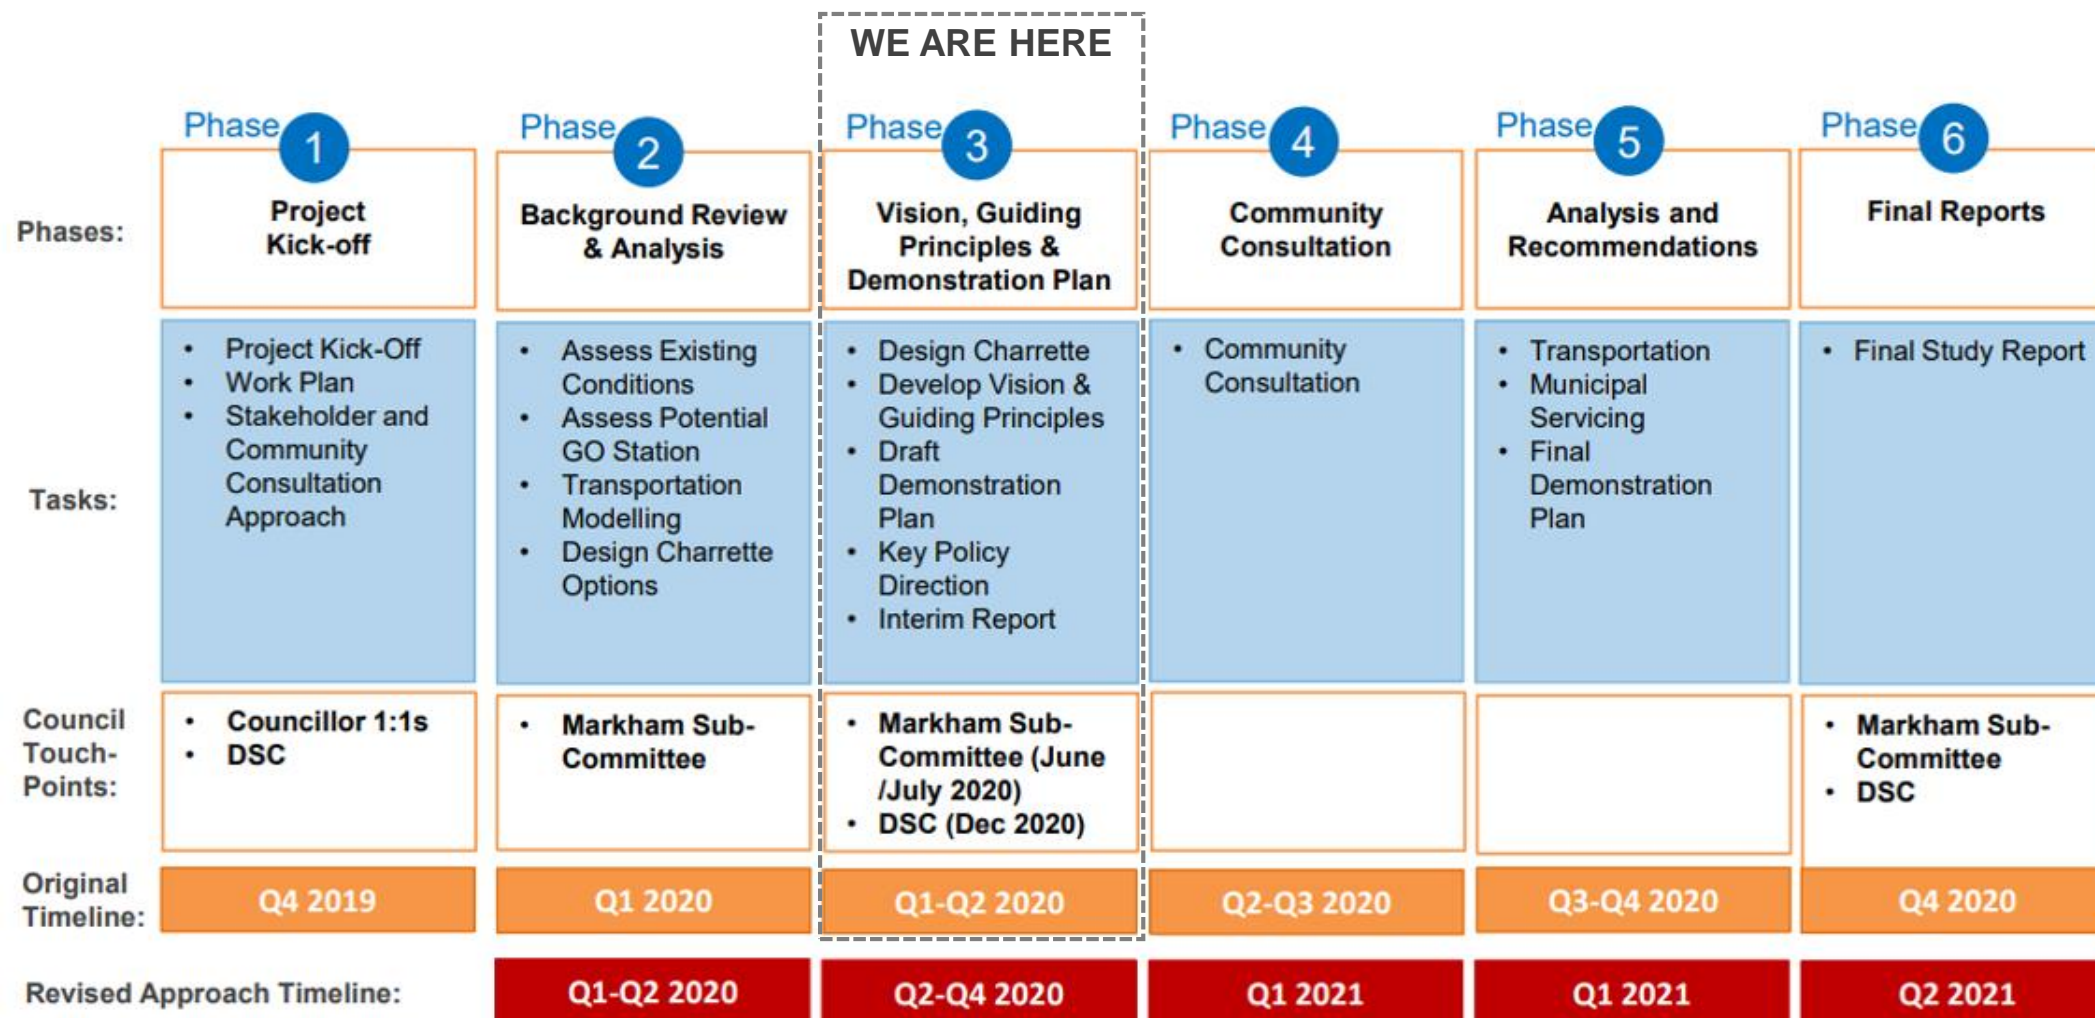 WE ARE HERE
Phase 1
Phase 2
Phase 3
Phase 4
Phase 5
Phase 6
Phases:
Project
Kick-off
Background Review
& Analysis
Vision, Guiding
Principles &
Demonstration Plan
Community
Consultation
Analysis and
Recommendations
Final Reports
Tasks:
• Project Kick-Off
• Work Plan
• Stakeholder and
Community
Consultation
Approach
• Assess Existing
Conditions
• Assess Potential
GO Station
• Transportation
Modelling
• Design Charrette
Options
• Design Charrette
• Develop Vision &
Guiding Principles
• Draft
Demonstration
Plan
• Key Policy
Direction
• Interim Report
• Community
Consultation
• Transportation
• Municipal
Servicing
• Final
Demonstration
Plan
• Final Study Report
Council
Touch-
Points:
• Councillor 1:1s
• DSC
• Markham Sub-
Committee
• Markham Sub-
Committee (June
/July 2020)
• DSC (Dec 2020)
• Markham Sub-
Committee
• DSC
Original
Timeline:
Q4 2019
Q1 2020
Q1-Q2 2020
Q2-Q3 2020
Q3-Q4 2020
Q4 2020
Revised Approach Timeline:
Q1-Q2 2020
Q2-Q4 2020
Q1 2021
Q1 2021
Q2 2021